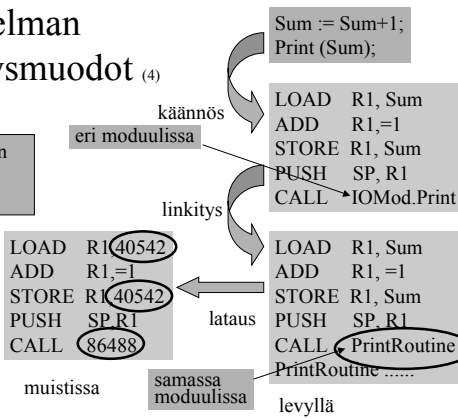 elman
ysmuodot (4)
Sum := Sum+1;
Print (Sum);
käännös
LOAD R1, Sum
ADD R1,=1
STORE R1, Sum
PUSH SP, R1
CALL IOMod.Print
eri moduulissa
n
linkitys
LOAD R1, Sum
ADD R1, =1
STORE R1, Sum
PUSH SP, R1
CALL PrintRoutine
PrintRoutine ......
levyllä
samassa
moduulissa
lataus
LOAD R1,40542
ADD R1,=1
STORE R1,40542
PUSH SP,R1
CALL 86488
muistissa